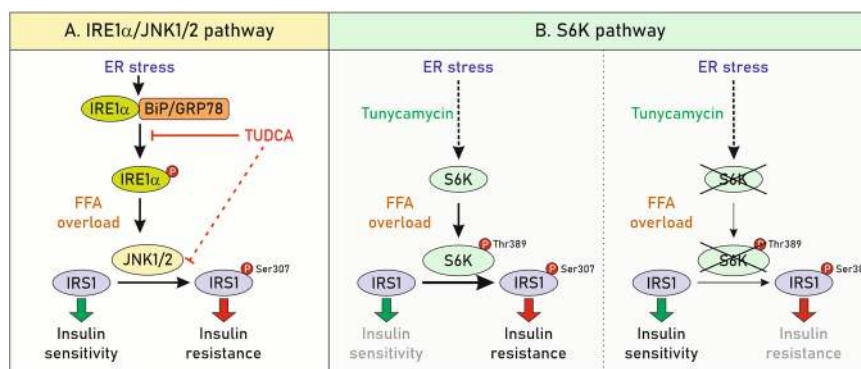 A. IRE1α/JNK1/2 pathway
ER stress
IRE1α
BiP/GRP78
TUDCA
IRE1α
P
FFA
overload
JNK1/2
IRS1
IRS1
P
Ser307
Insulin
sensitivity
Insulin
resistance
B. S6K pathway
ER stress
Tunycamycin
S6K
FFA
overload
P
Thr389
S6K
IRS1
IRS1
P
Ser307
Insulin
sensitivity
Insulin
resistance
ER stress
Tunycamycin
S6K
FFA
overload
Thr389
S6K
IRS1
IRS1
P
Ser30
Insulin
sensitivity
Insulin
resistance